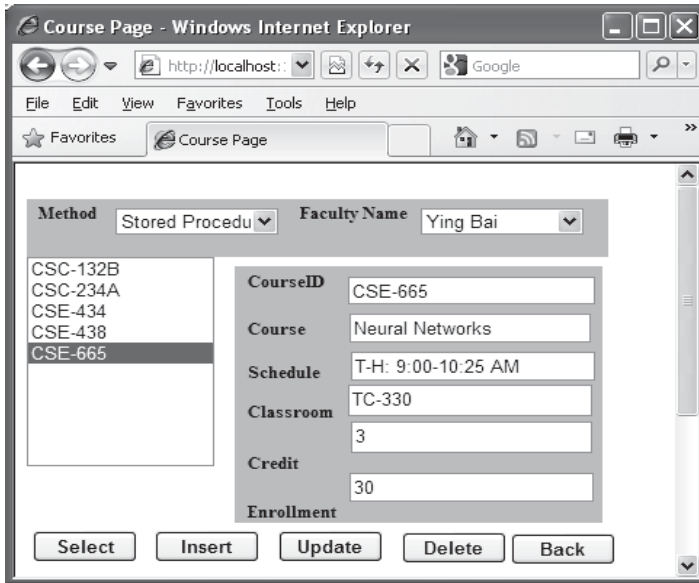 Course Page - Windows Internet Explorer
http://localhost::
Google
File Edit View Favorites Tools Help
Favorites
Course Page
Method
Stored Procedu
Faculty Name
Ying Bai
CSC-132B
CSC-234A
CSE-434
CSE-438
CSE-665
CourseID
CSE-665
Course
Neural Networks
Schedule
T-H: 9:00-10:25 AM
Classroom
TC-330
3
Credit
30
Enrollment
Select Insert Update Delete Back